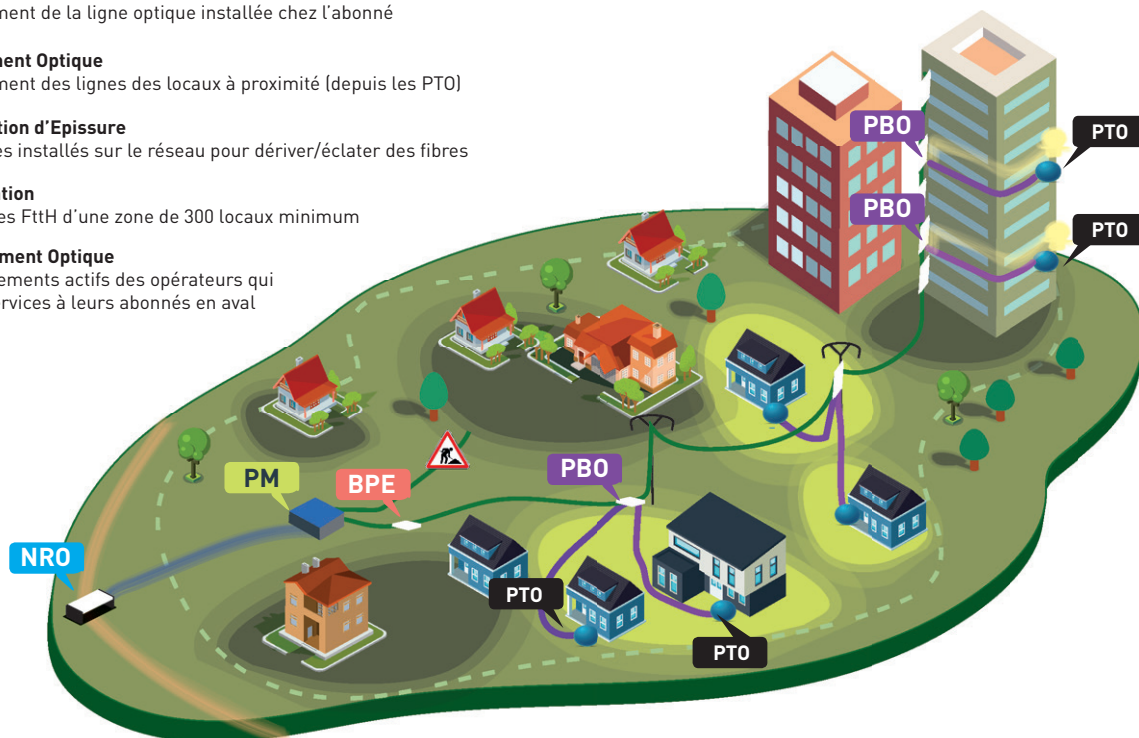 ment de la ligne optique installée chez l'abonné
ment Optique
ment des lignes des locaux à proximité (depuis les PTO)
tion d'Epissure
es installés sur le réseau pour dériver/éclater des fibres
tion
es FttH d'une zone de 300 locaux minimum
ment Optique
ements actifs des opérateurs qui
ervices à leurs abonnés en aval
PBO
PTO
PBO
PTO
PBO
PM
BPE
NRO
PTO
PTO